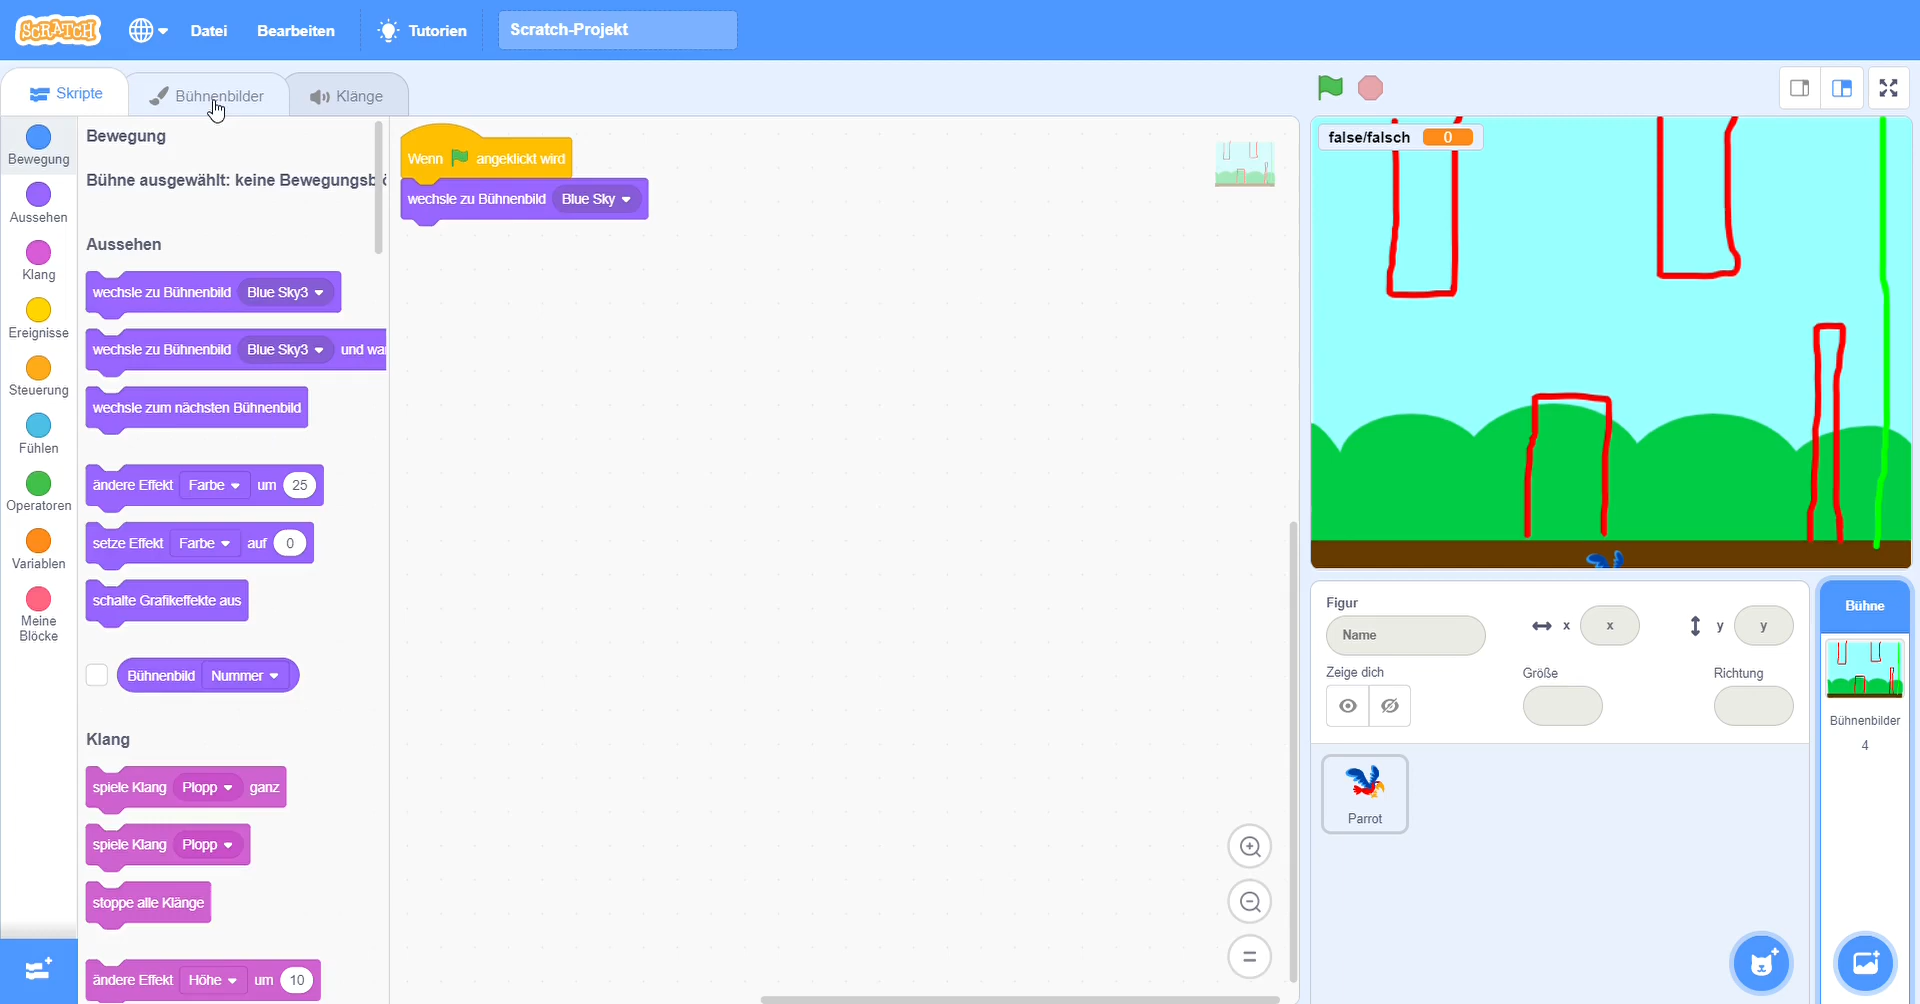 SCRATCH
Datei
Bearbeiten
Tutorien
Scratch-Projekt
Skripte
Bühnenbilder
Klänge
Bewegung
Aussehen
Klang
Ereignisse
Steuerung
Fühlen
Operatoren
Variablen
Meine
Blöcke
Bewegung
Bühne ausgewählt: keine Bewegungsblö
Aussehen
wechsle zu Bühnenbild Blue Sky3
wechsle zu Bühnenbild Blue Sky3 und wa
wechsle zum nächsten Bühnenbild
ändere Effekt Farbe um 25
setze Effekt Farbe auf 0
schalte Grafikeffekte aus
Bühnenbild Nummer
Klang
spiele Klang Plopp ganz
spiele Klang Plopp
stoppe alle Klänge
ändere Effekt Höhe um 10
Wenn angeklickt wird
wechsle zu Bühnenbild Blue Sky
false/falsch 0
Figur
Name
x x
y y
Zeige dich
Größe
Richtung
Parrot
Bühne
Bühnenbilder
4